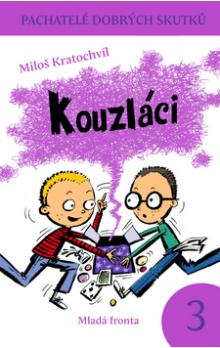 PACHATELÉ DOBRÝCH SKUTKŮ
Miloš Kratochvíl
Kouzláci
Mladá fronta
3